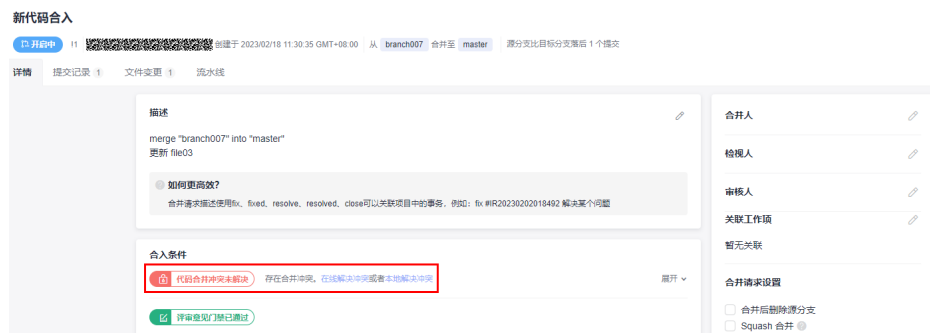 新代码合入
开启中 !1 创建于 2023/02/18 11:30:35 GMT+08:00 从 branch007 合并至 master 源分支比目标分支落后 1 个提交
详情 提交记录 1 文件变更 1 流水线
描述
merge "branch007" into "master"
更新 file03
如何更高效?
合并请求描述使用fix、fixed、resolve、resolved、close可以关联项目中的事务，例如：fix #IR20230202018492 解决某个问题
合入条件
代码合并冲突未解决 存在合并冲突。在线解决冲突或者本地解决冲突 展开
评审意见门禁已通过
合并人
检视人
审核人
关联工作项
暂无关联
合并请求设置
合并后删除源分支
Squash 合并